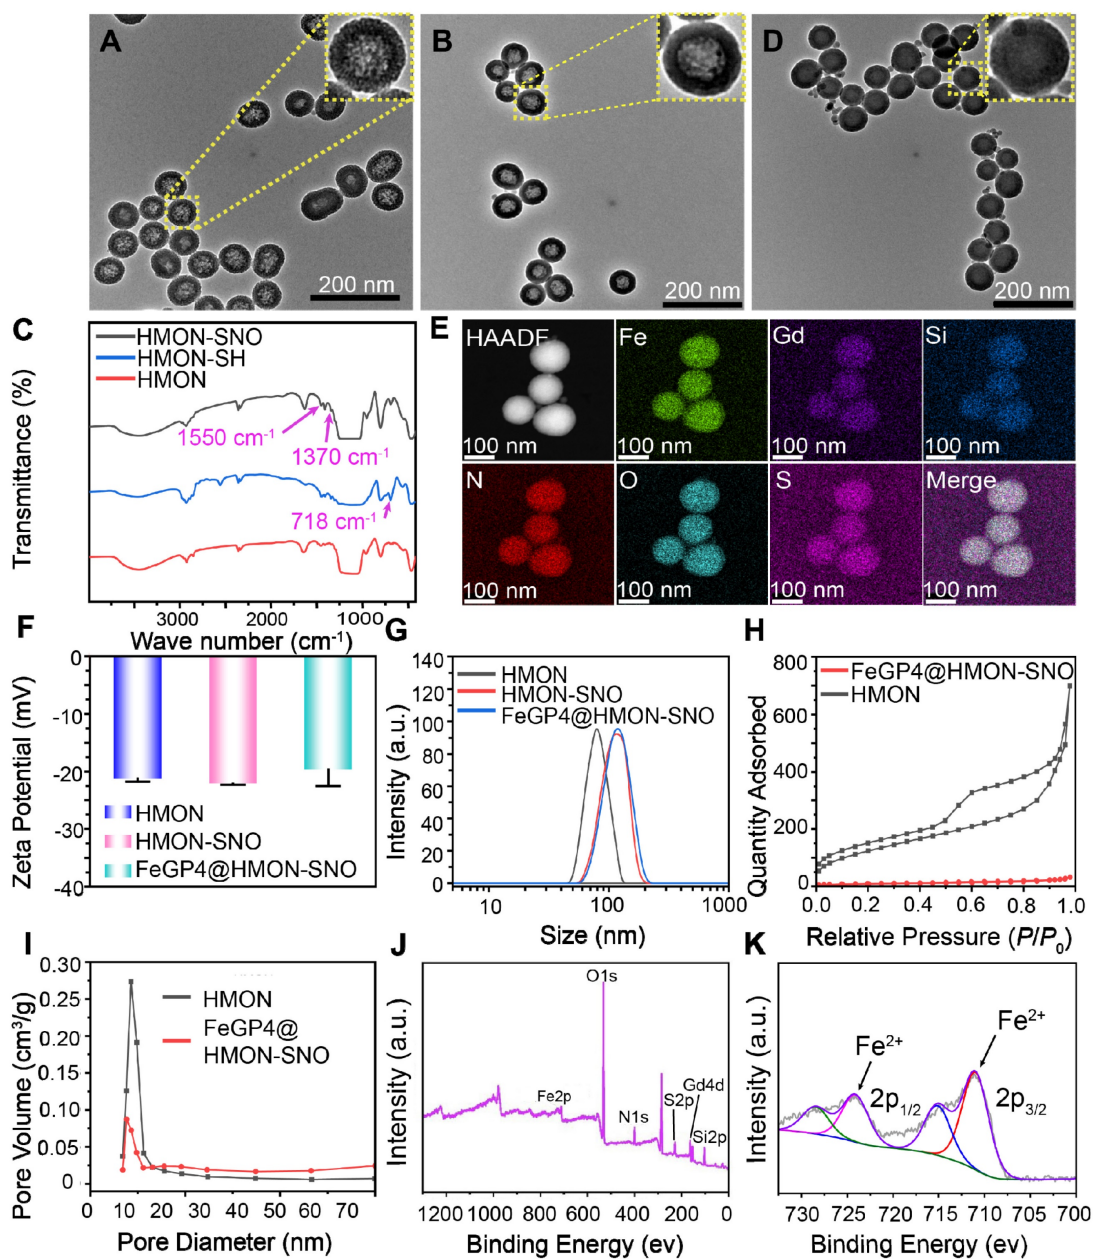 A
200 nm
B
200 nm
D
200 nm
C
HMON-SNO
HMON-SH
HMON
1550 cm⁻¹
1370 cm⁻¹
718 cm⁻¹
Transmittance (%)
3000 2000 1000
Wave number (cm⁻¹)
E
HAADF
100 nm
Fe
100 nm
Gd
100 nm
Si
100 nm
N
100 nm
O
100 nm
S
100 nm
Merge
100 nm
F
0
-10
-20
-30
-40
Zeta Potential (mV)
HMON
HMON-SNO
FeGP4@HMON-SNO
G
140
120
100
80
60
40
20
0
Intensity (a.u.)
HMON
HMON-SNO
FeGP4@HMON-SNO
10 100 1000
Size (nm)
H
800
600
400
200
0
Quantity Adsorbed
FeGP4@HMON-SNO
HMON
0.0 0.2 0.4 0.6 0.8 1.0
Relative Pressure (P/P₀)
I
0.30
0.25
0.20
0.15
0.10
0.05
0
Pore Volume (cm³/g)
HMON
FeGP4@
HMON-SNO
0 10 20 30 40 50 60 70
Pore Diameter (nm)
J
Intensity (a.u.)
O1s
Fe2p
N1s
S2p
Gd4d
Si2p
1200 1000 800 600 400 200 0
Binding Energy (ev)
K
Intensity (a.u.)
Fe²⁺
Fe²⁺
2p₁/₂
2p₃/₂
730 725 720 715 710 705 700
Binding Energy (ev)